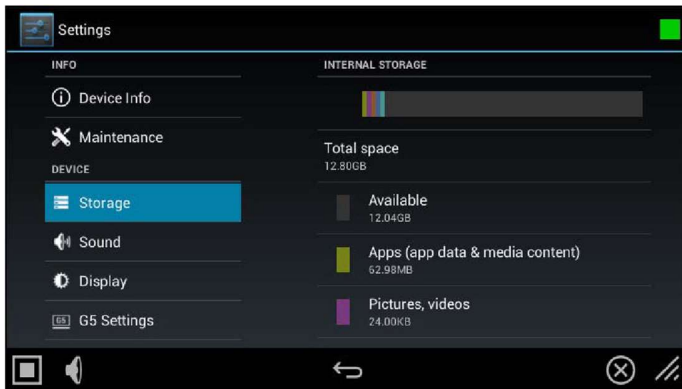 Settings
INFO
Device Info
Maintenance
DEVICE
Storage
Sound
Display
G5 G5 Settings
INTERNAL STORAGE
Total space
12.80GB
Available
12.04GB
Apps (app data & media content)
62.98MB
Pictures, videos
24.00KB